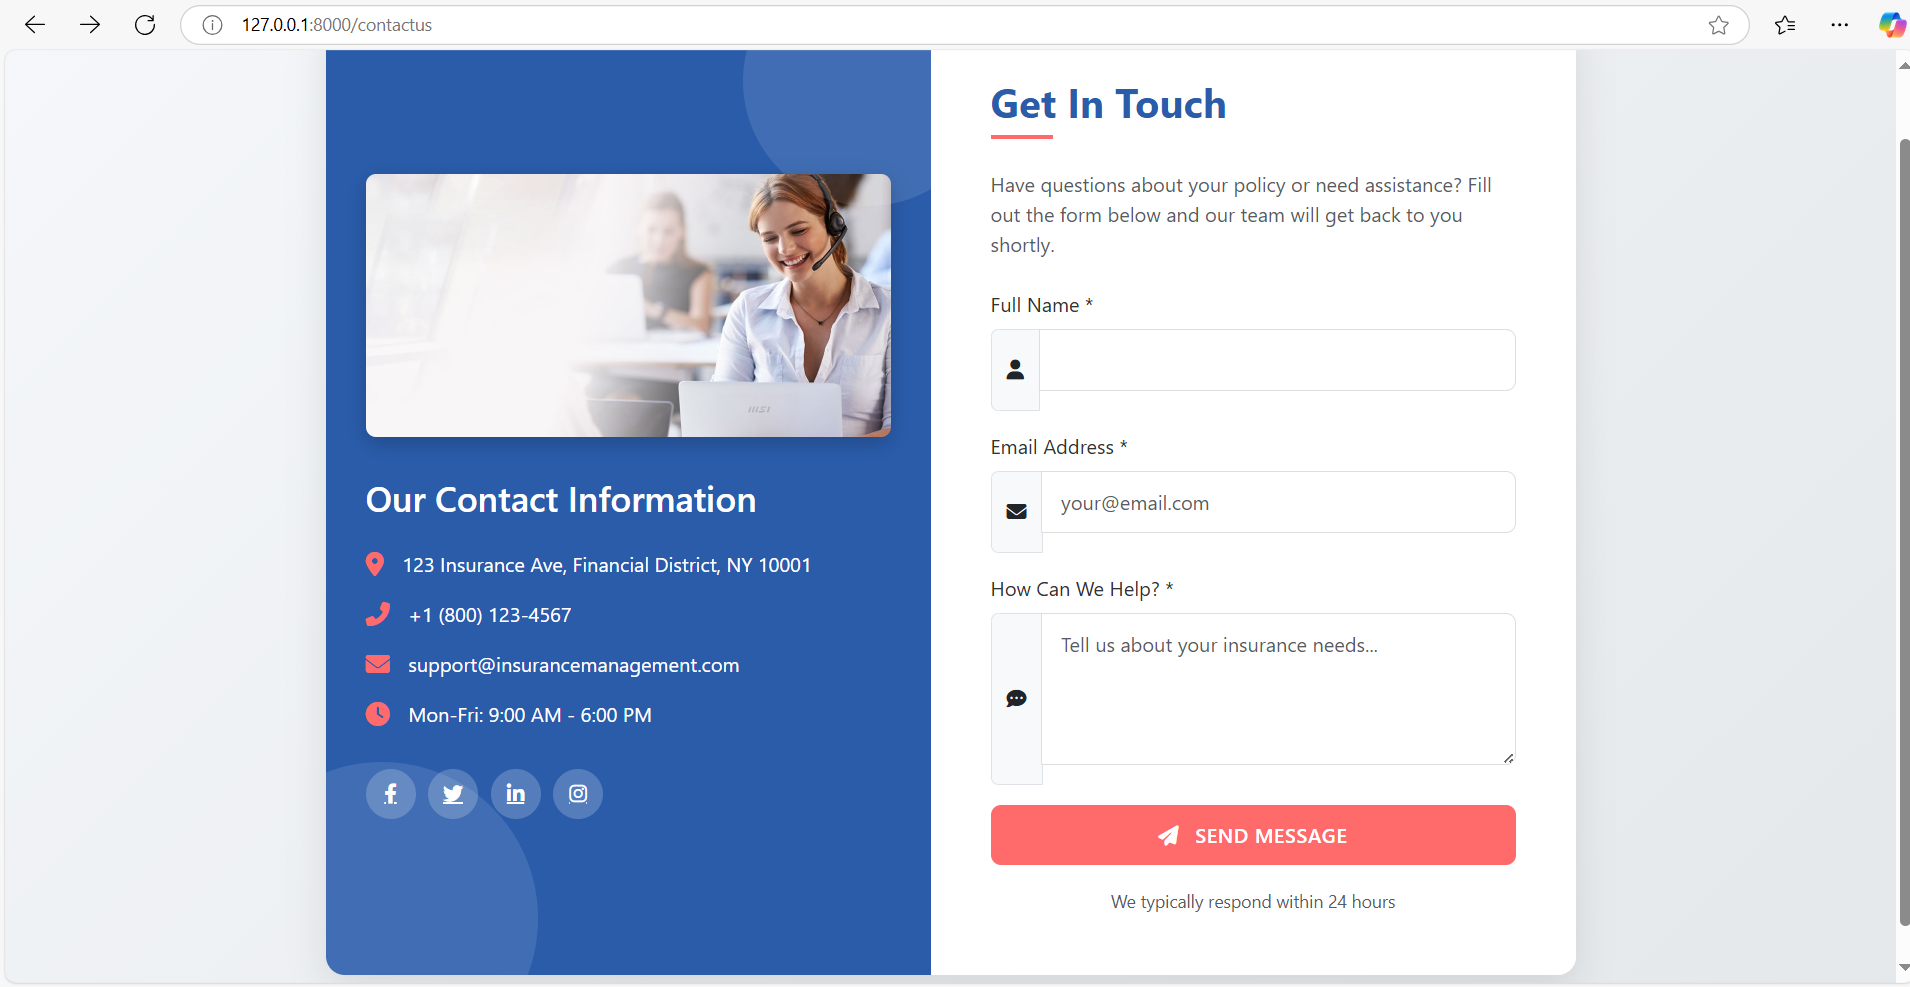 127.0.0.1:8000/contactus
msi
Our Contact Information
123 Insurance Ave, Financial District, NY 10001
+1 (800) 123-4567
support@insurancemanagement.com
Mon-Fri: 9:00 AM - 6:00 PM
Get In Touch
Have questions about your policy or need assistance? Fill
out the form below and our team will get back to you
shortly.
Full Name *
Email Address *
your@email.com
How Can We Help? *
Tell us about your insurance needs...
SEND MESSAGE
We typically respond within 24 hours